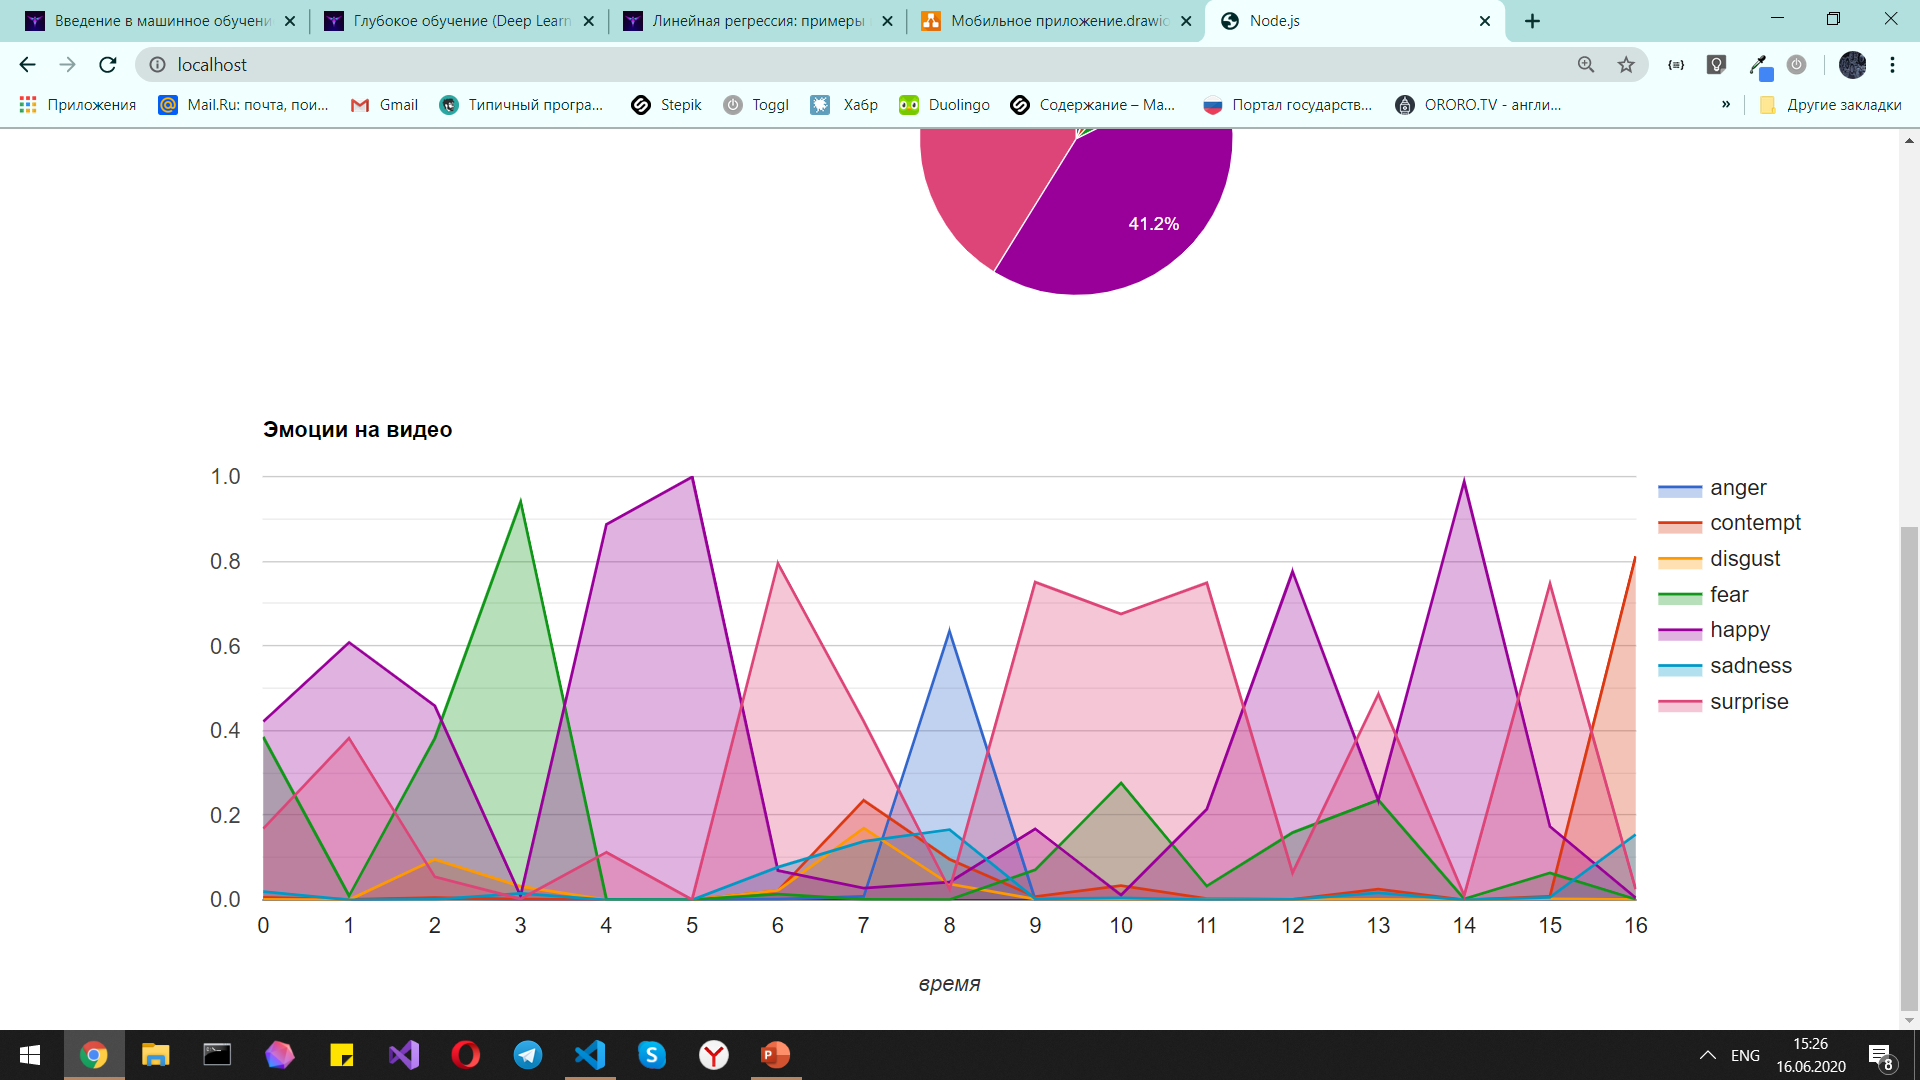 Введение в машинное обучени
Глубокое обучение (Deep Learn
Линейная регрессия: примеры
Мобильное приложение.drawio
Node.js
localhost
Приложения
Mail.Ru: почта, пои...
Gmail
Типичный програ...
Stepik
Toggl
Хабр
Duolingo
Содержание – Ма...
Портал государств...
ORORO.TV - англи...
»
Другие закладки
41.2%
Эмоции на видео
1.0
0.8
0.6
0.4
0.2
0.0
0 1 2 3 4 5 6 7 8 9 10 11 12 13 14 15 16
время
anger
contempt
disgust
fear
happy
sadness
surprise
ENG
15:26
16.06.2020
8